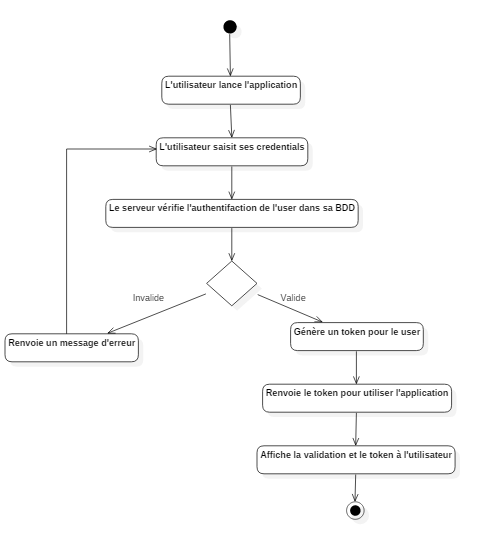 L'utilisateur lance l'application
L'utilisateur saisit ses credentials
Le serveur vérifie l'authentifaction de l'user dans sa BDD
Invalide
Valide
Génère un token pour le user
Renvoie un message d'erreur
Renvoie le token pour utiliser l'application
Affiche la validation et le token à l'utilisateur